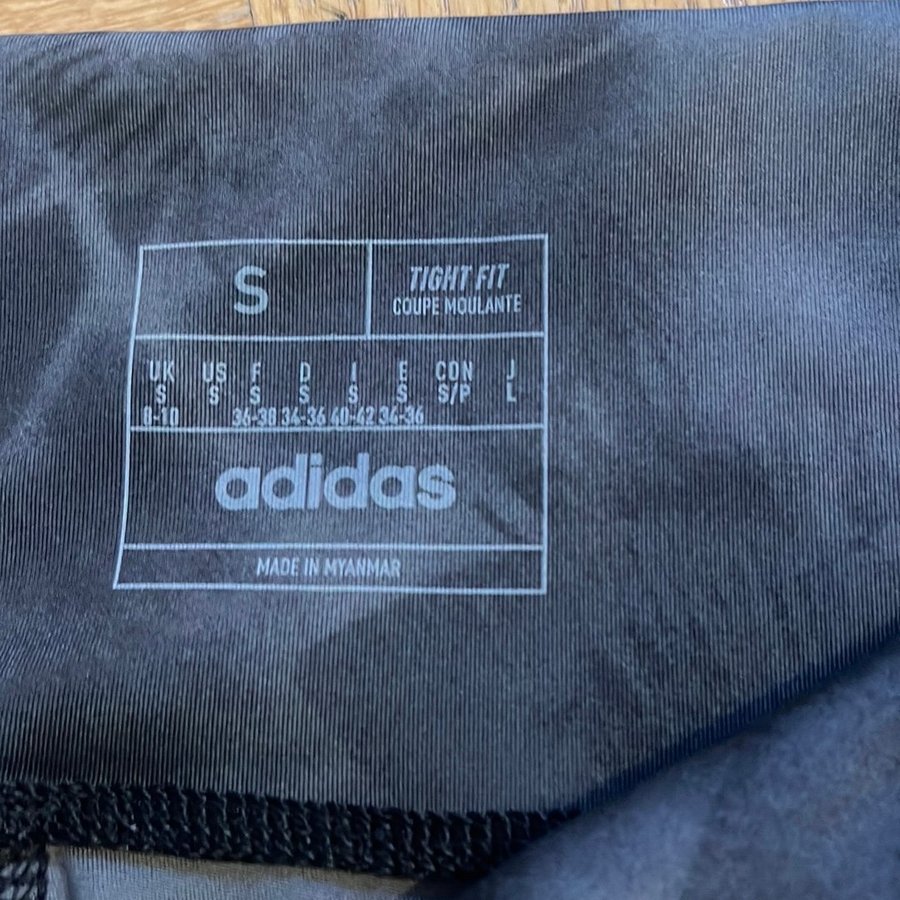 S
TIGHT FIT
COUPE MOULANTE
UK US F D I E CDN J
S S S S S S S/P L
8-10 36-38 34-36 40-42 34-36
adidas
MADE IN MYANMAR